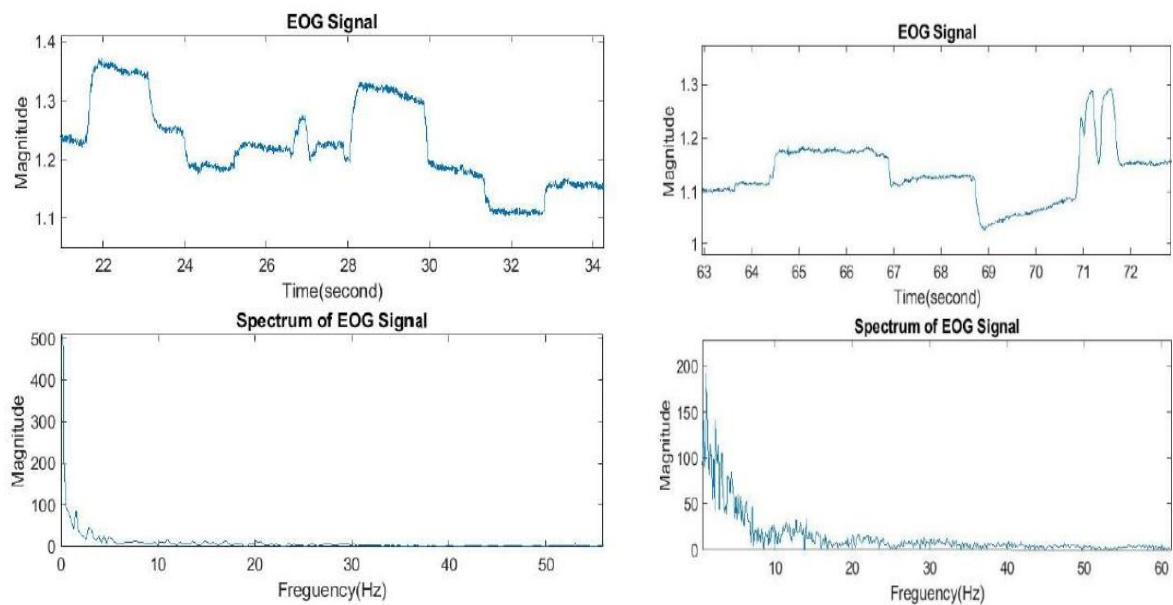 EOG Signal
1.4
1.3
1.2
1.1
Magnitude
22 24 26 28 30 32 34
Time(second)
EOG Signal
1.3
1.2
1.1
1
Magnitude
63 64 65 66 67 68 69 70 71 72
Time(second)
Spectrum of EOG Signal
500
400
300
200
100
0
Magnitude
0 10 20 30 40 50
Freguency(Hz)
Spectrum of EOG Signal
200
150
100
50
0
Magnitude
10 20 30 40 50 60
Freguency(Hz)